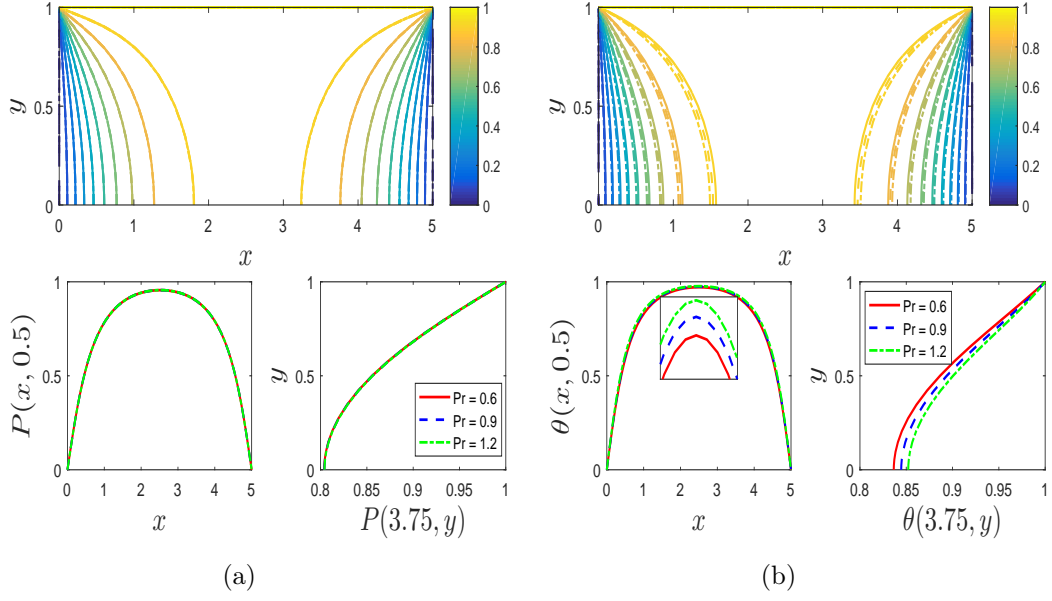 1
0.5
0
y
0 1 2 3 4 5
x
1
0.8
0.6
0.4
0.2
0
1
0.5
0
P(x, 0.5)
0 1 2 3 4 5
x
1
0.5
0
y
Pr = 0.6
Pr = 0.9
Pr = 1.2
0.8 0.85 0.9 0.95 1
P(3.75, y)
(a)
1
0.5
0
y
0 1 2 3 4 5
x
1
0.8
0.6
0.4
0.2
0
1
0.5
0
θ(x, 0.5)
0 1 2 3 4 5
x
1
0.5
0
y
Pr = 0.6
Pr = 0.9
Pr = 1.2
0.8 0.85 0.9 0.95 1
θ(3.75, y)
(b)